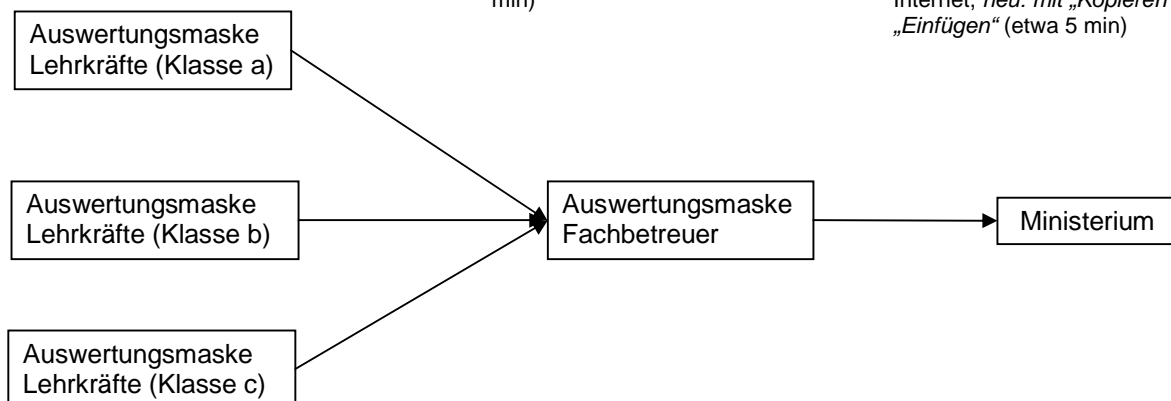 min)
Internet, neu: mit „Kopieren
„Einfügen“ (etwa 5 min)
Auswertungsmaske
Lehrkräfte (Klasse a)
Auswertungsmaske
Lehrkräfte (Klasse b)
Auswertungsmaske
Fachbetreuer
Ministerium
Auswertungsmaske
Lehrkräfte (Klasse c)